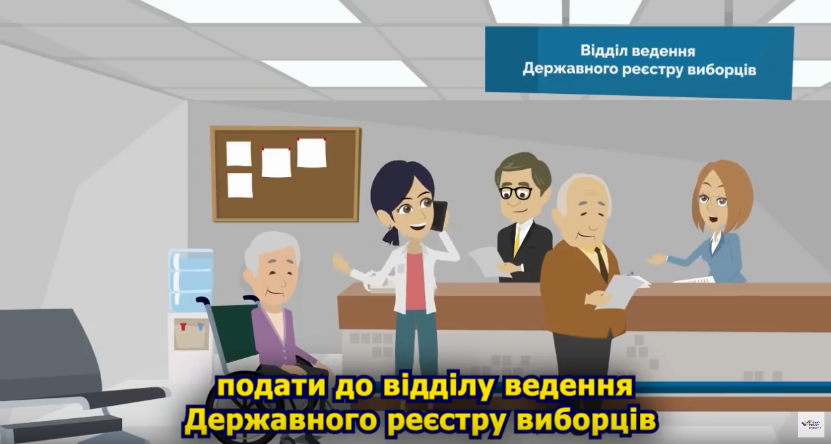 Відділ ведення
Державного реєстру виборців
подати до відділу ведення
Державного реєстру виборців